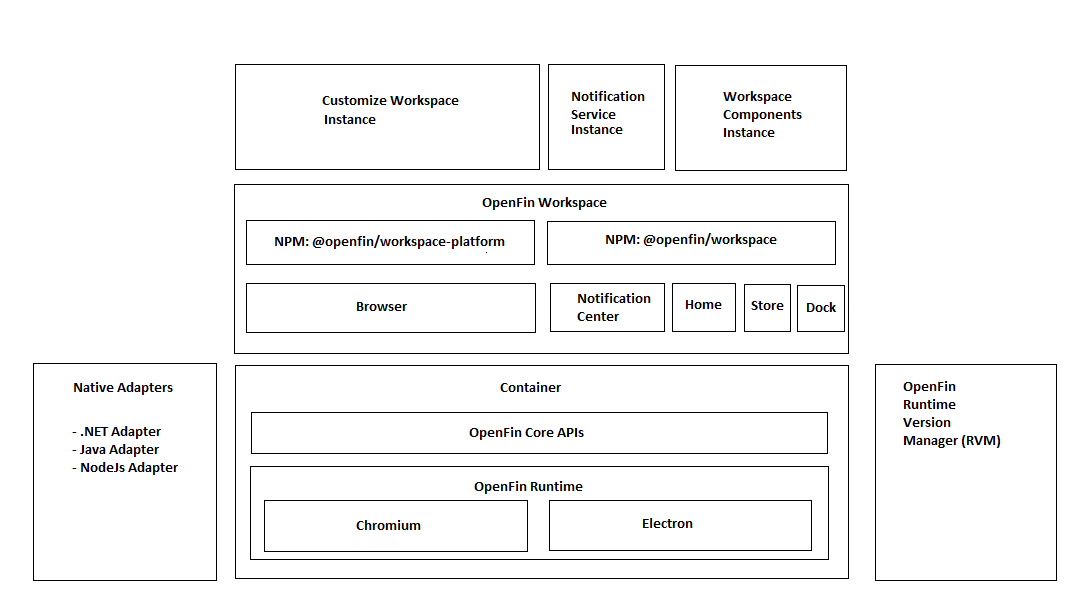 Customize Workspace
Instance
Notification
Service
Instance
Workspace
Components
Instance
OpenFin Workspace
NPM: @openfin/workspace-platform
NPM: @openfin/workspace
Browser
Notification
Center
Home
Store
Dock
Native Adapters
- .NET Adapter
- Java Adapter
- NodeJs Adapter
Container
OpenFin Core APIs
OpenFin Runtime
Chromium
Electron
OpenFin
Runtime
Version
Manager (RVM)